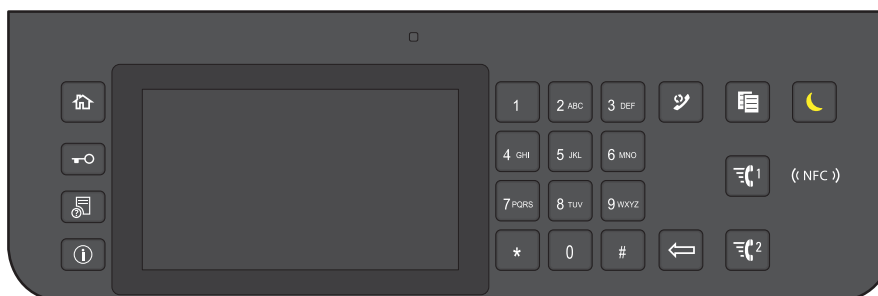 1 2 ABC 3 DEF
4 GHI 5 JKL 6 MNO
1 ((NFC))
7 PQRS 8 TUV 9 WXYZ
* 0 # 2